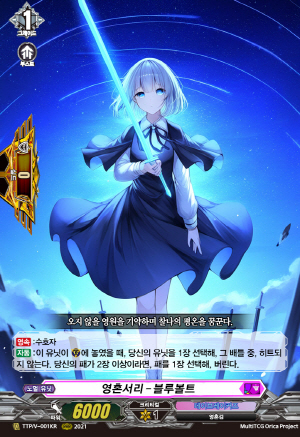 1
그레이드
부스트
0
오지 않을 영원을 기약하며 찰나의 평온을 꿈꾼다.
영속 : 수호자
자동 : 이 유닛이 에 놓였을 때, 당신의 유닛을 1장 선택해, 그 배틀 중, 히트되
지 않는다. 당신의 패가 2장 이상이라면, 패를 1장 선택해, 버린다.
노멀 유닛
영혼서리-블루볼트
파워
6000
크리티컬
1
TTP/V-001KR
2021
MultiTCG Orica Project